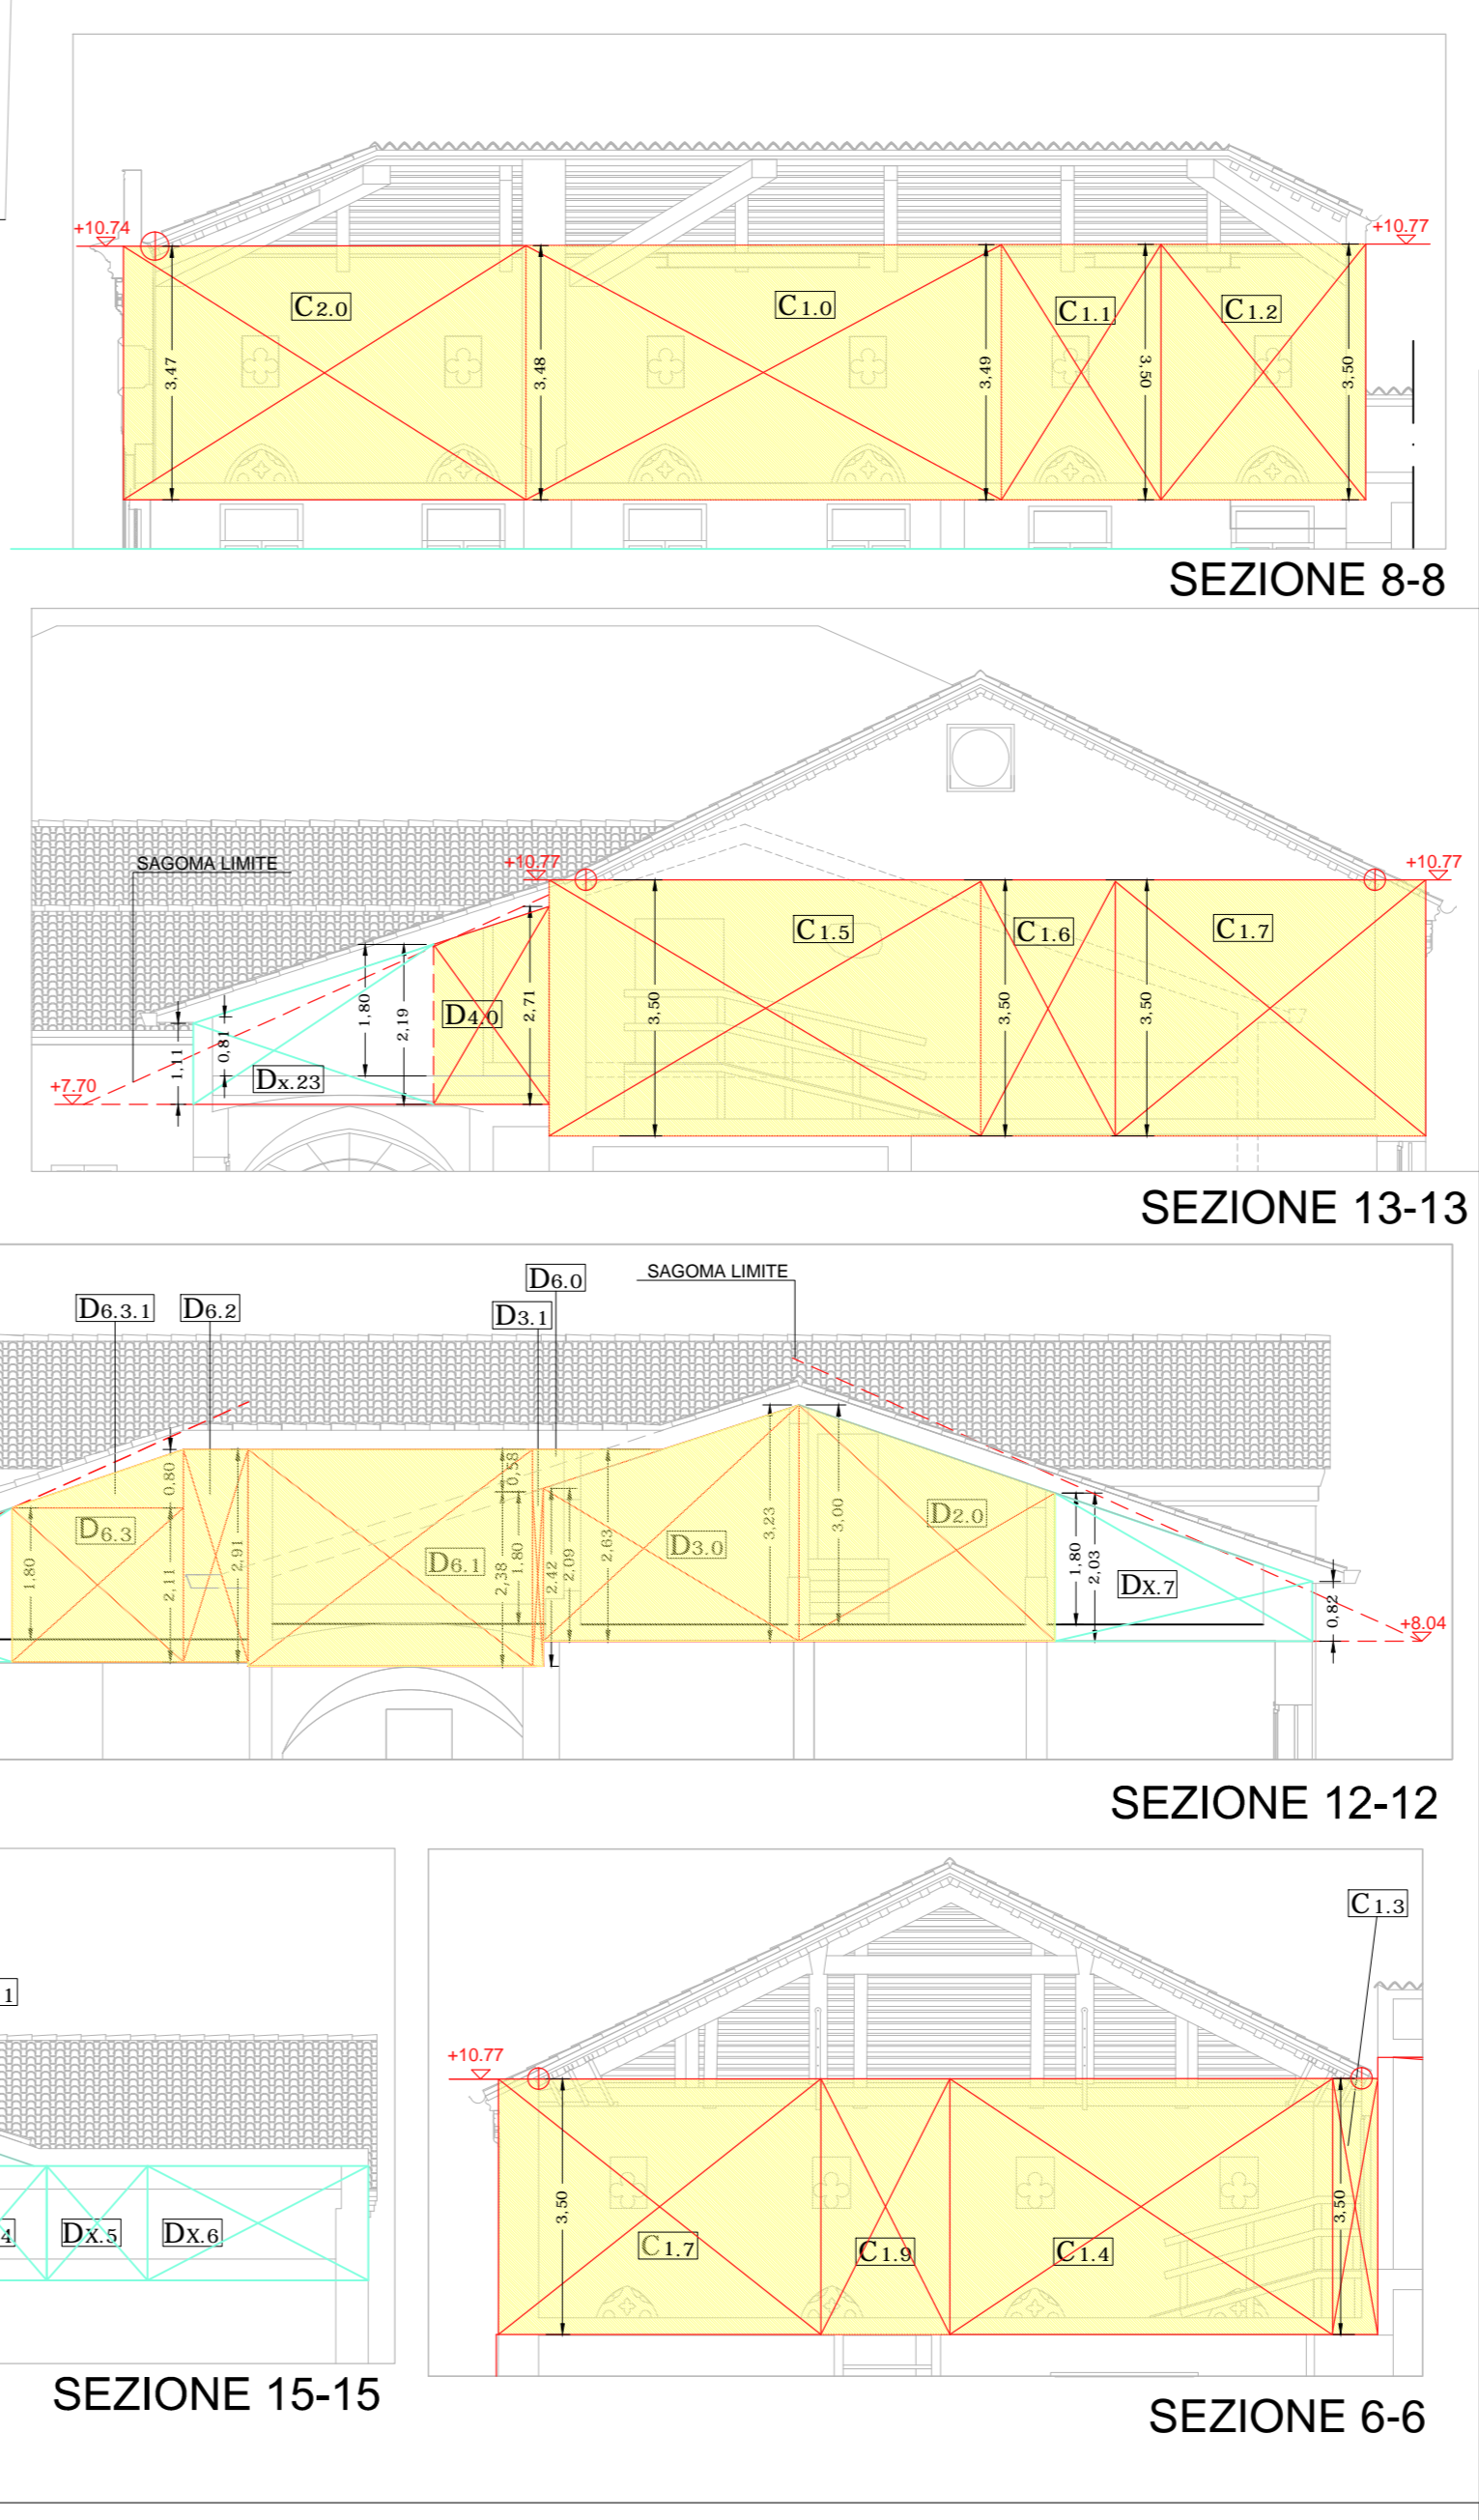 +10.74
+10.77
C2.0
C1.0
C1.1
C1.2
3,47
3,48
3,49
3,50
3,50
SEZIONE 8-8
SAGOMA LIMITE
+10.77
+10.77
C1.5
C1.6
C1.7
1,80
2,19
D4.0
2,71
3,50
3,50
3,50
1,11
0,81
Dx.23
+7.70
SEZIONE 13-13
D6.0
SAGOMA LIMITE
D6.3.1
D6.2
D3.1
0,80
0,58
D6.3
D6.1
D3.0
D2.0
1,80
2,11
2,91
2,38
1,80
2,42
2,09
2,63
3,23
3,00
1,80
2,03
Dx.7
0,82
+8.04
SEZIONE 12-12
C1.3
1
+10.77
4
Dx.5
Dx.6
3,50
C1.7
C1.9
C1.4
3,50
SEZIONE 15-15
SEZIONE 6-6